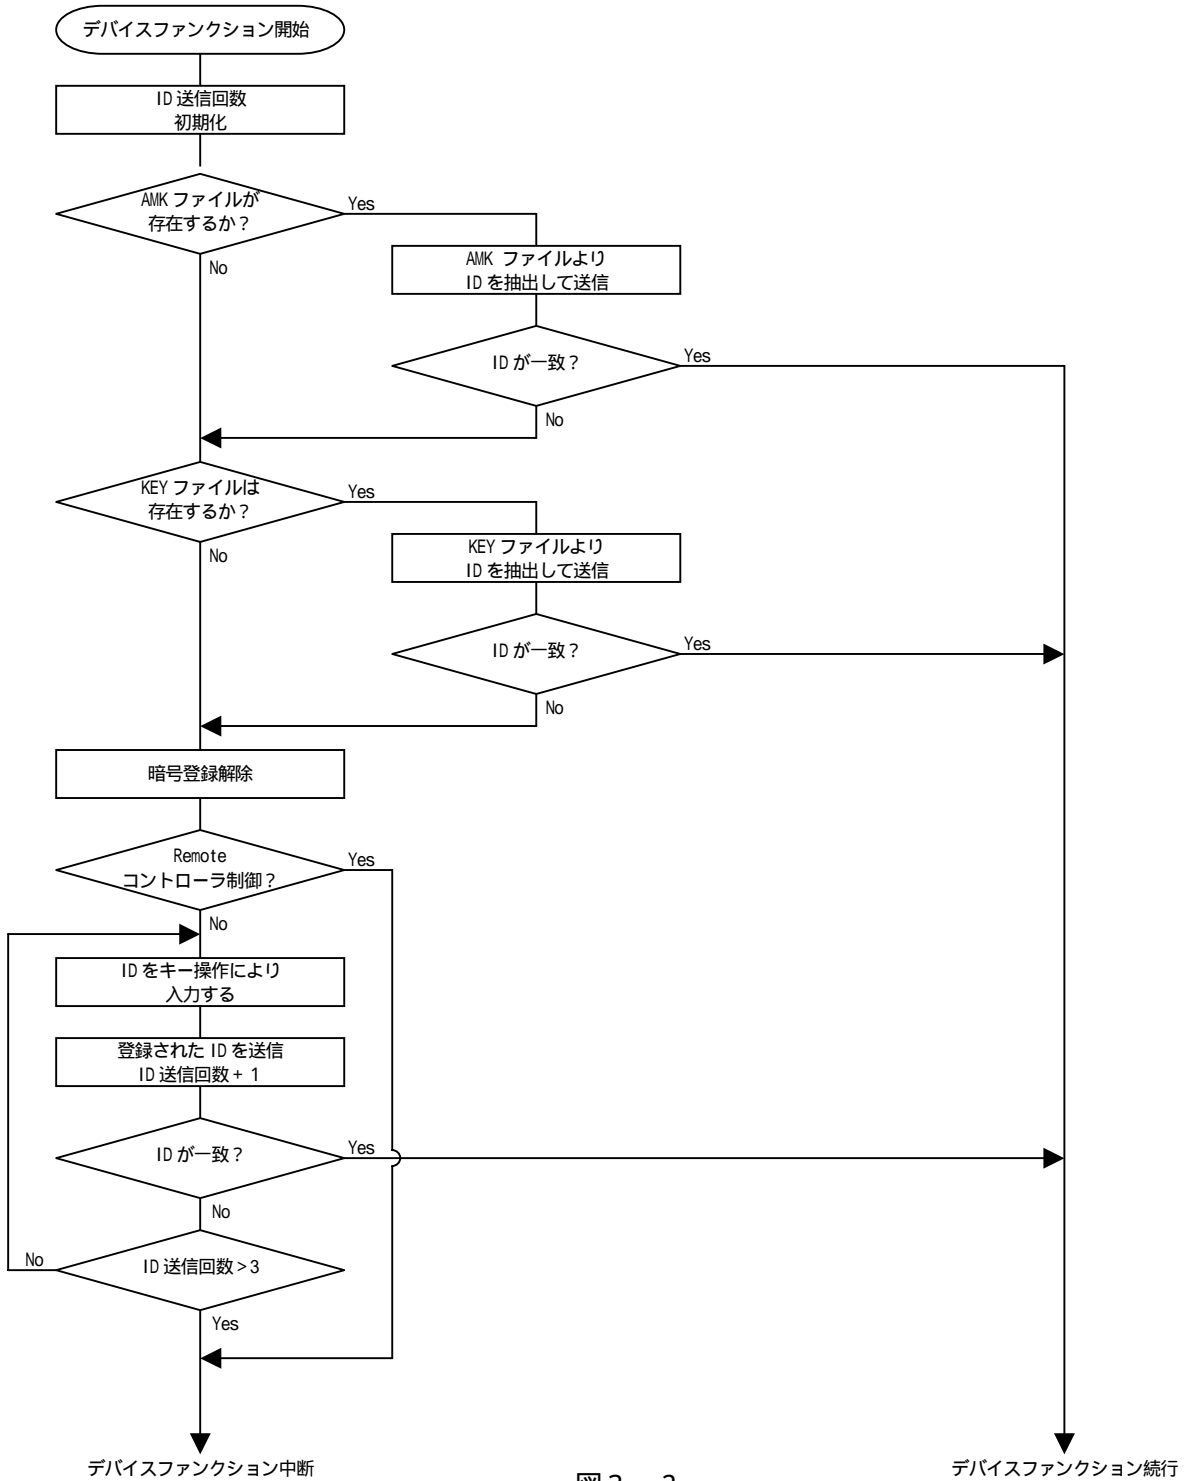 デバイスファンクション開始
ID 送信回数
初期化
AMK ファイルが
存在するか？
Yes
No
AMK ファイルより
ID を抽出して送信
ID が一致？
Yes
No
KEY ファイルは
存在するか？
Yes
No
KEY ファイルより
ID を抽出して送信
ID が一致？
Yes
No
暗号登録解除
Remote
コントローラ制御？
Yes
No
ID をキー操作により
入力する
登録された ID を送信
ID 送信回数 + 1
ID が一致？
Yes
No
ID 送信回数 > 3
No
Yes
デバイスファンクション中断
デバイスファンクション続行